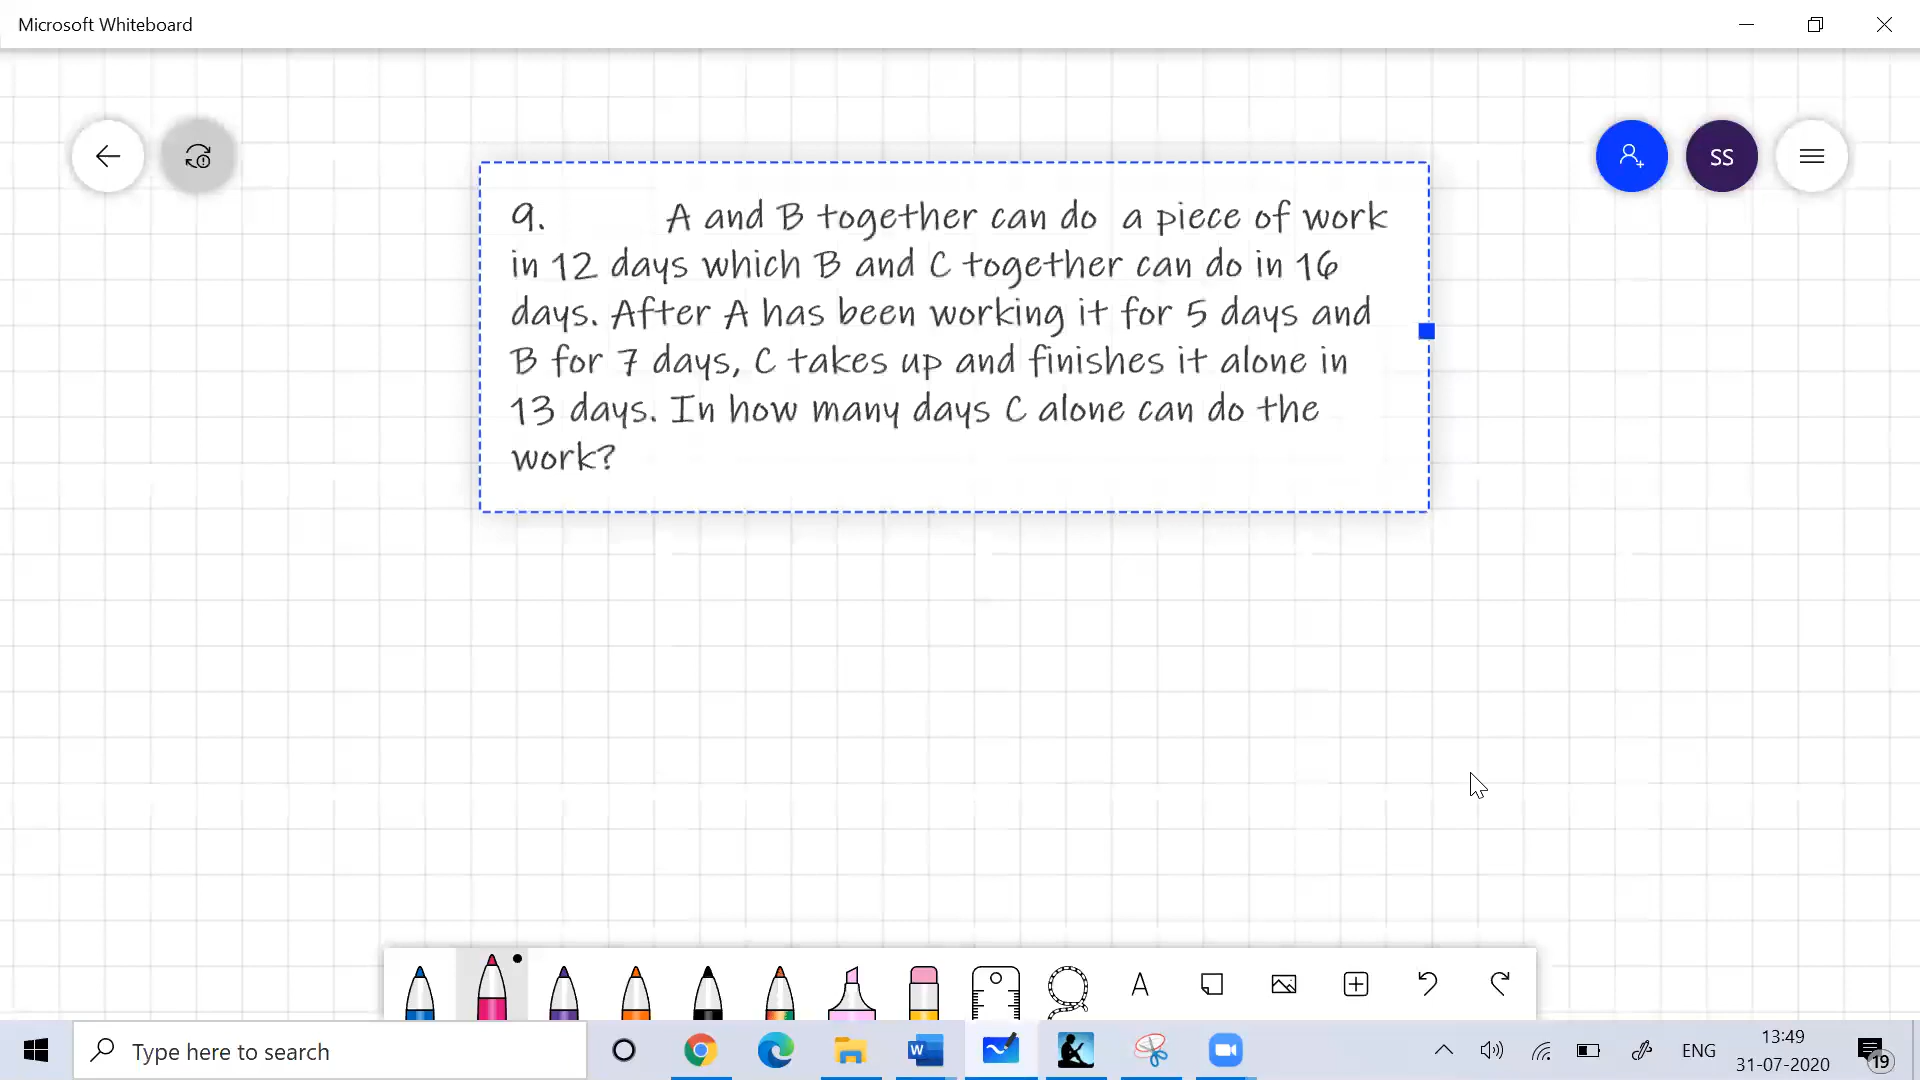 Microsoft Whiteboard
SS
9. A and B together can do a piece of work
in 12 days which B and C together can do in 16
days. After A has been working it for 5 days and
B for 7 days, C takes up and finishes it alone in
13 days. In how many days C alone can do the
work?
A
Type here to search
W
ENG
13:49
31-07-2020
19